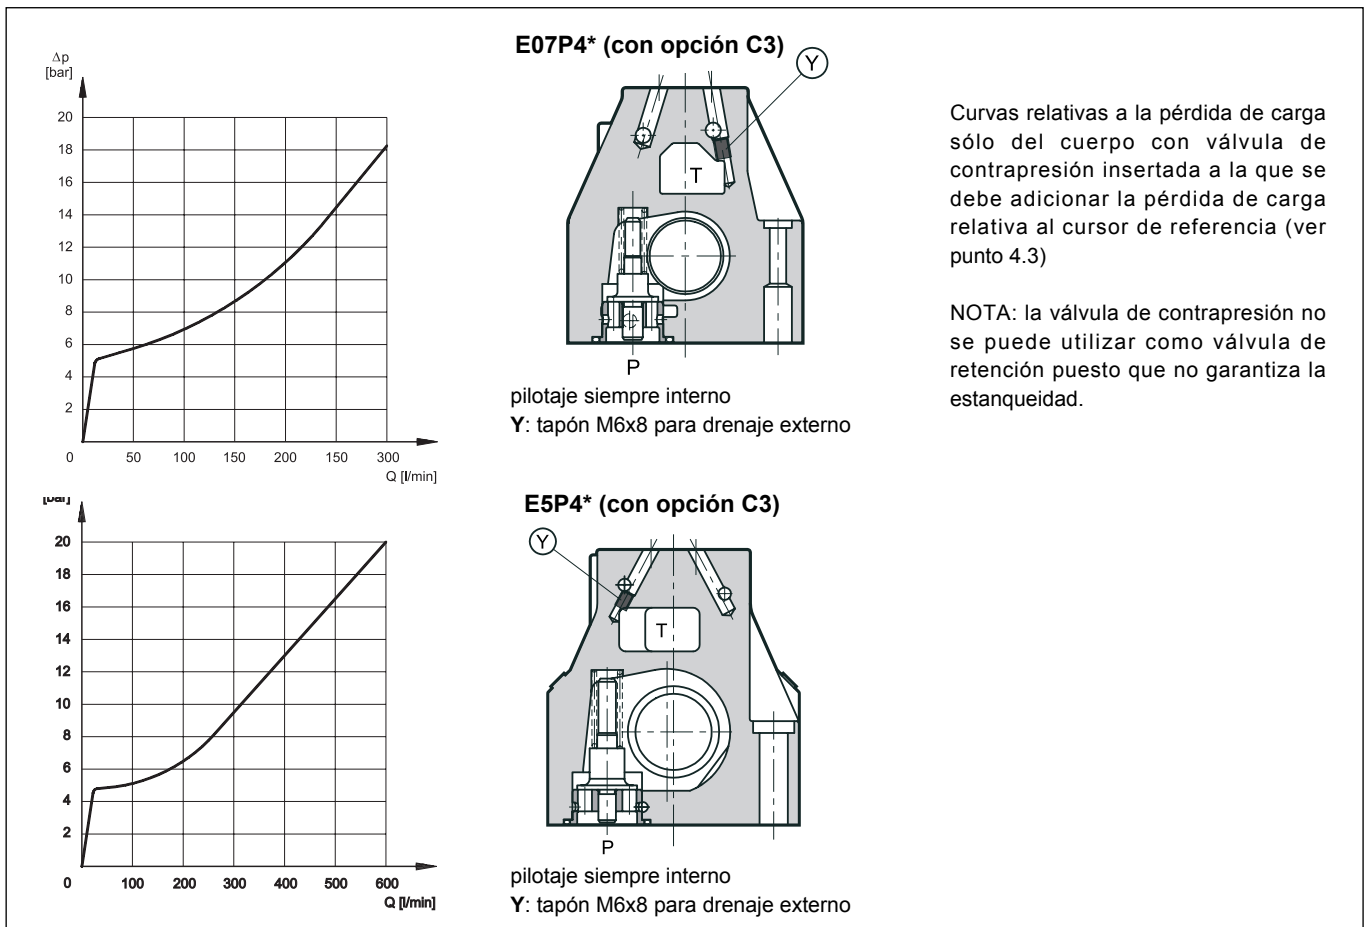 Δp
[bar]
20
18
16
14
12
10
8
6
4
2
0 50 100 150 200 150 300
Q [l/min]
E07P4* (con opción C3)
Y
T
P
pilotaje siempre interno
Y: tapón M6x8 para drenaje externo
Curvas relativas a la pérdida de carga
sólo del cuerpo con válvula de
contrapresión insertada a la que se
debe adicionar la pérdida de carga
relativa al cursor de referencia (ver
punto 4.3)
NOTA: la válvula de contrapresión no
se puede utilizar como válvula de
retención puesto que no garantiza la
estanqueidad.
[bar]
20
18
16
14
12
10
8
6
4
2
0 100 200 300 400 500 600
Q [l/min]
E5P4* (con opción C3)
Y
T
P
pilotaje siempre interno
Y: tapón M6x8 para drenaje externo